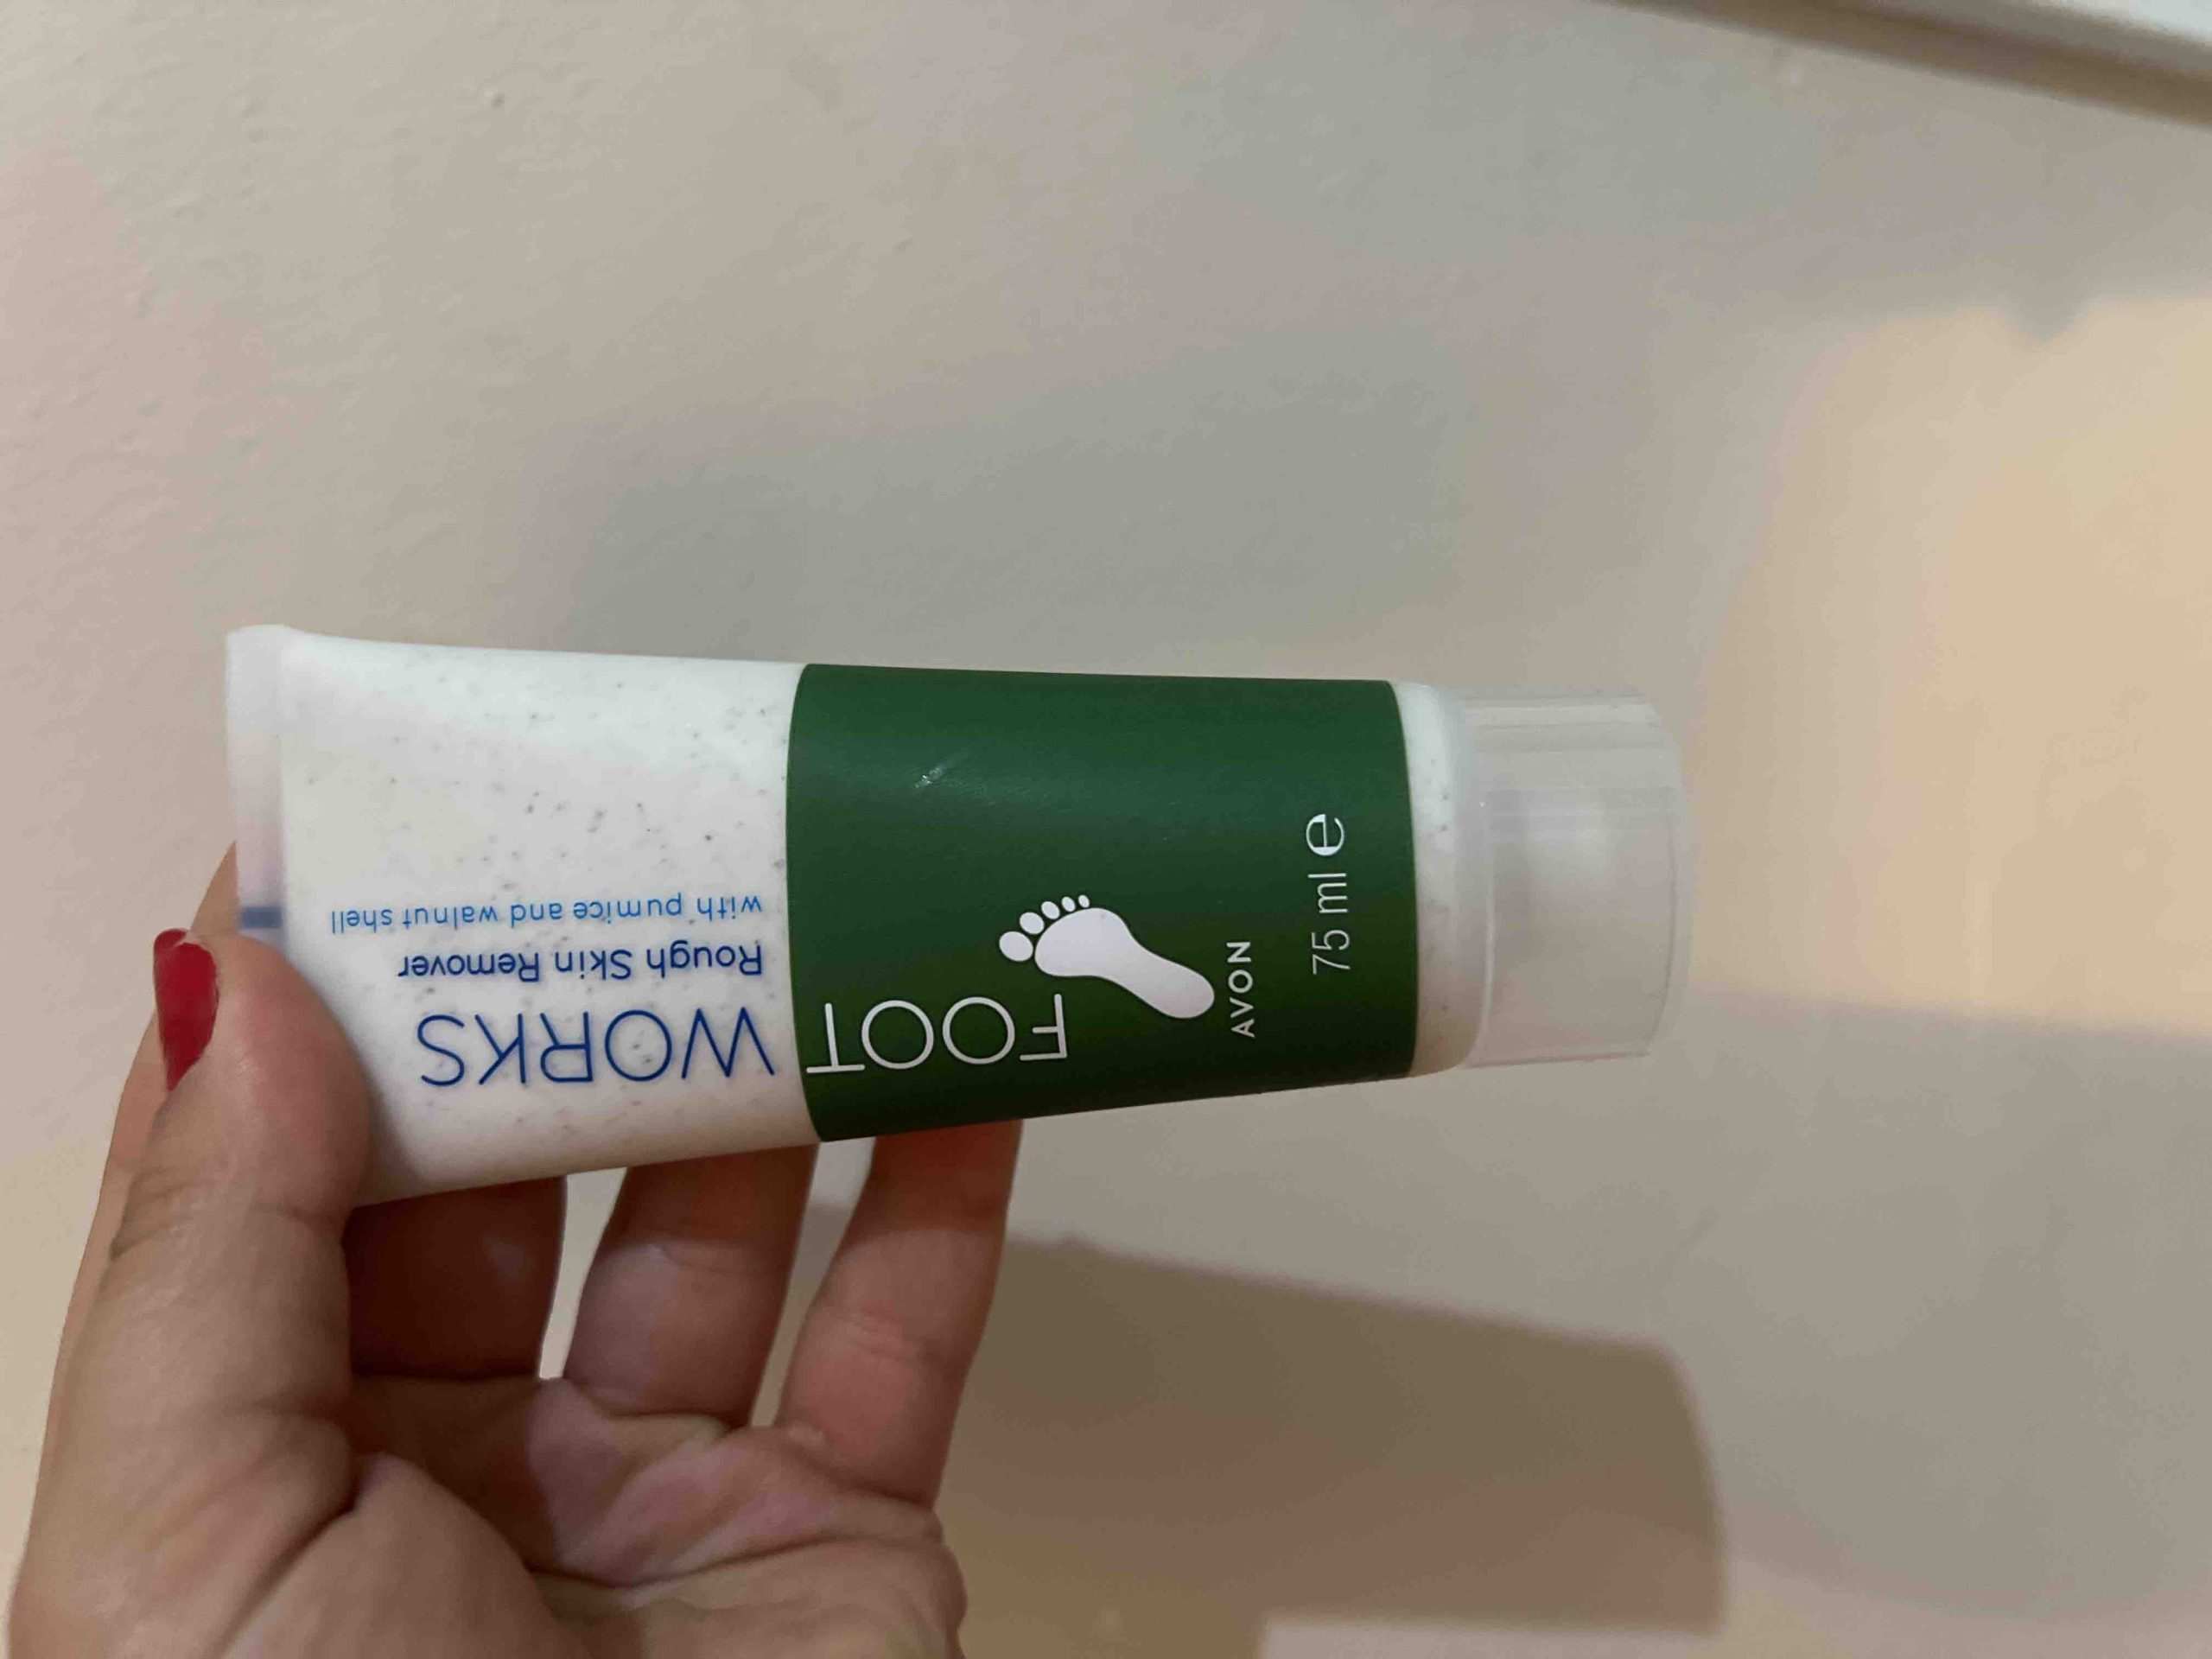 FOOT
WORKS
Rough Skin Remover
with pumice and walnut shell
AVON
75 ml e